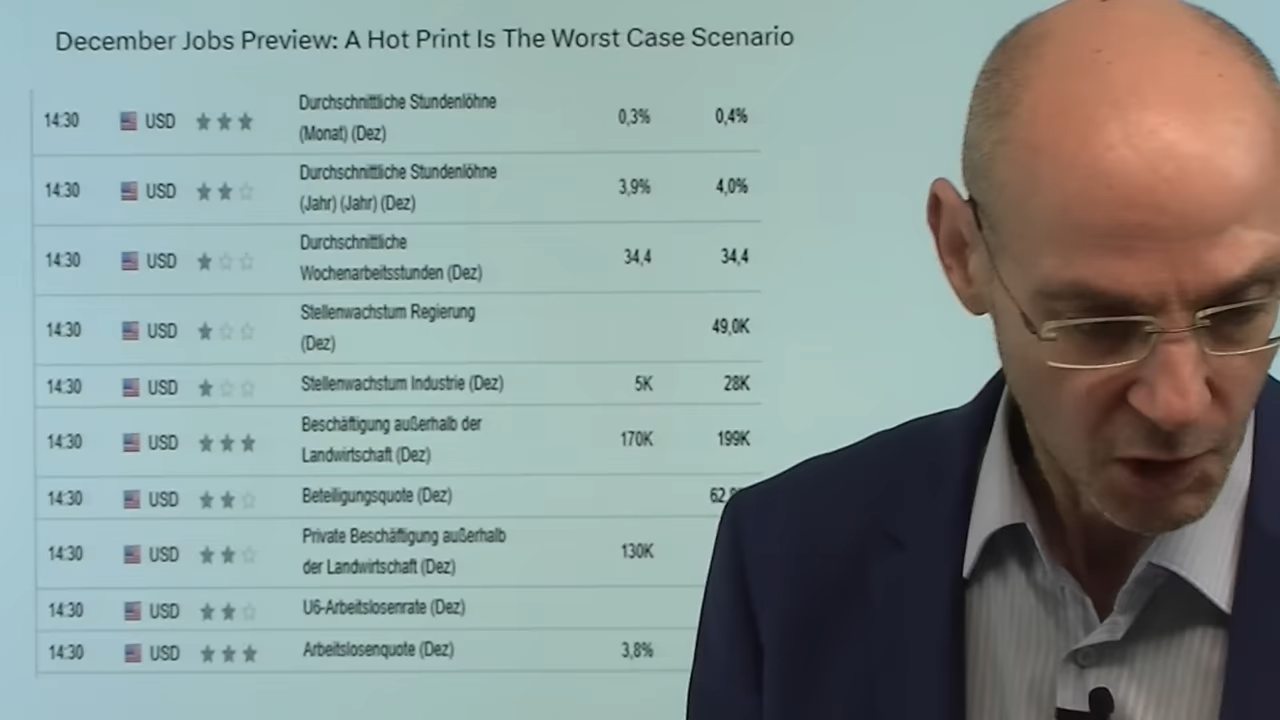 December Jobs Preview: A Hot Print Is The Worst Case Scenario
14:30 USD Durchschnittliche Stundenlöhne 0,3% 0,4%
(Monat) (Dez)
14:30 USD Durchschnittliche Stundenlöhne 3,9% 4,0%
(Jahr) (Jahr) (Dez)
14:30 USD Durchschnittliche 34,4 34,4
Wochenarbeitsstunden (Dez)
14:30 USD Stellenwachstum Regierung 49,0K
(Dez)
14:30 USD Stellenwachstum Industrie (Dez) 5K 28K
14:30 USD Beschäftigung außerhalb der 170K 199K
Landwirtschaft (Dez)
14:30 USD Beteiligungsquote (Dez)
14:30 USD Private Beschäftigung außerhalb 130K
der Landwirtschaft (Dez)
14:30 USD U6-Arbeitslosenrate (Dez)
14:30 USD Arbeitslosenquote (Dez) 3,8%